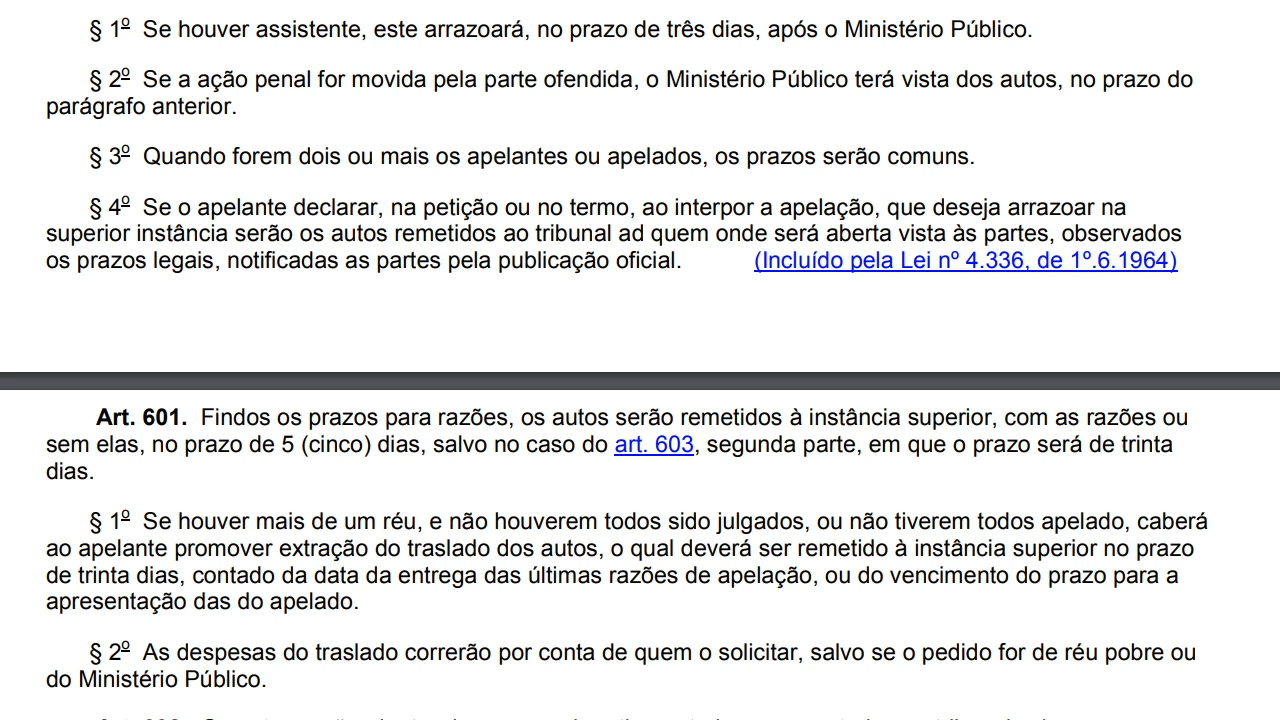 § 1º Se houver assistente, este arrazoará, no prazo de três dias, após o Ministério Público.
§ 2º Se a ação penal for movida pela parte ofendida, o Ministério Público terá vista dos autos, no prazo do
parágrafo anterior.
§ 3º Quando forem dois ou mais os apelantes ou apelados, os prazos serão comuns.
§ 4º Se o apelante declarar, na petição ou no termo, ao interpor a apelação, que deseja arrazoar na
superior instância serão os autos remetidos ao tribunal ad quem onde será aberta vista às partes, observados
os prazos legais, notificadas as partes pela publicação oficial. (Incluído pela Lei nº 4.336, de 1º.6.1964)
Art. 601. Findos os prazos para razões, os autos serão remetidos à instância superior, com as razões ou
sem elas, no prazo de 5 (cinco) dias, salvo no caso do art. 603, segunda parte, em que o prazo será de trinta
dias.
§ 1º Se houver mais de um réu, e não houverem todos sido julgados, ou não tiverem todos apelado, caberá
ao apelante promover extração do traslado dos autos, o qual deverá ser remetido à instância superior no prazo
de trinta dias, contado da data da entrega das últimas razões de apelação, ou do vencimento do prazo para a
apresentação das do apelado.
§ 2º As despesas do traslado correrão por conta de quem o solicitar, salvo se o pedido for de réu pobre ou
do Ministério Público.